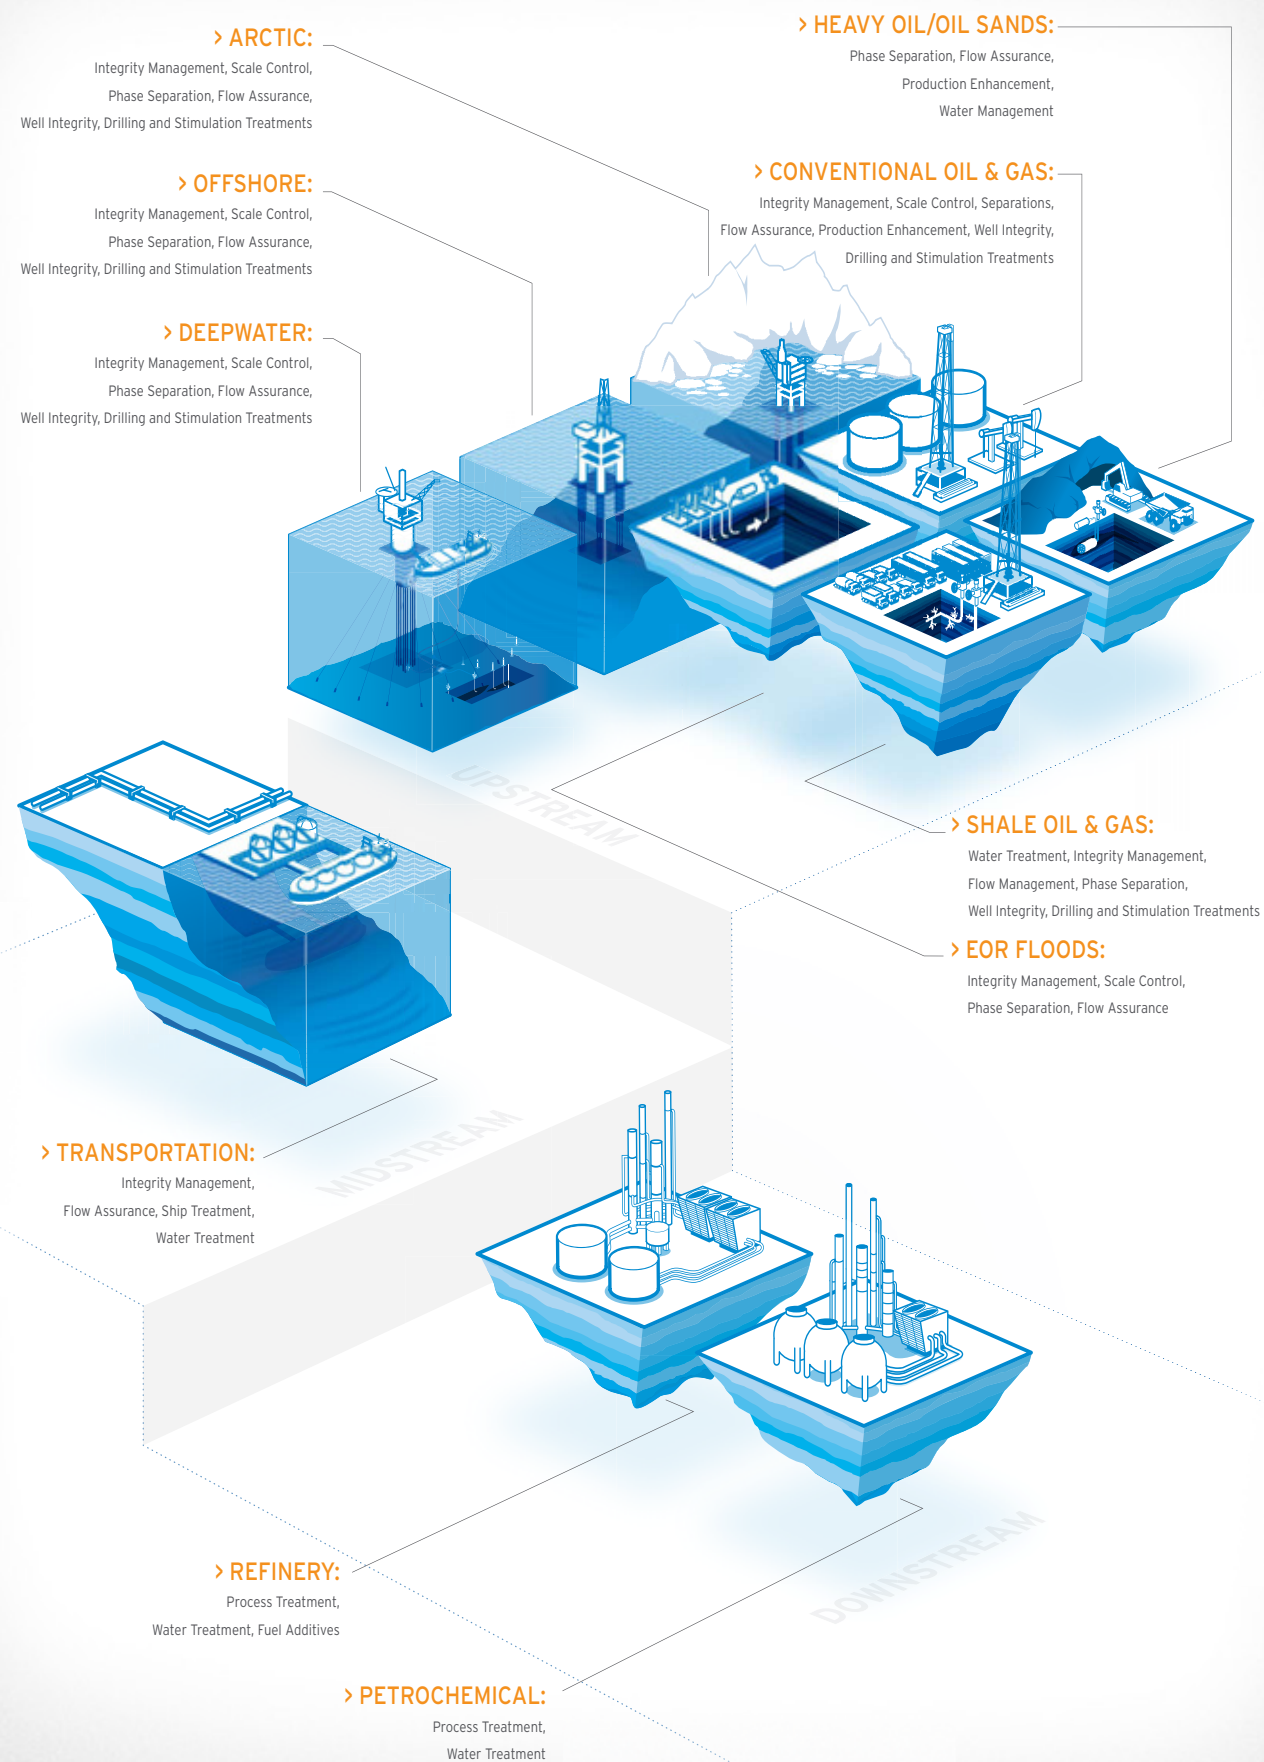 > ARCTIC:
Integrity Management, Scale Control,
Phase Separation, Flow Assurance,
Well Integrity, Drilling and Stimulation Treatments
> OFFSHORE:
Integrity Management, Scale Control,
Phase Separation, Flow Assurance,
Well Integrity, Drilling and Stimulation Treatments
> DEEPWATER:
Integrity Management, Scale Control,
Phase Separation, Flow Assurance,
Well Integrity, Drilling and Stimulation Treatments
> HEAVY OIL/OIL SANDS:
Phase Separation, Flow Assurance,
Production Enhancement,
Water Management
> CONVENTIONAL OIL & GAS:
Integrity Management, Scale Control, Separations,
Flow Assurance, Production Enhancement, Well Integrity,
Drilling and Stimulation Treatments
UPSTREAM
> SHALE OIL & GAS:
Water Treatment, Integrity Management,
Flow Management, Phase Separation,
Well Integrity, Drilling and Stimulation Treatments
> EOR FLOODS:
Integrity Management, Scale Control,
Phase Separation, Flow Assurance
MIDSTREAM
> TRANSPORTATION:
Integrity Management,
Flow Assurance, Ship Treatment,
Water Treatment
DOWNSTREAM
> REFINERY:
Process Treatment,
Water Treatment, Fuel Additives
> PETROCHEMICAL:
Process Treatment,
Water Treatment